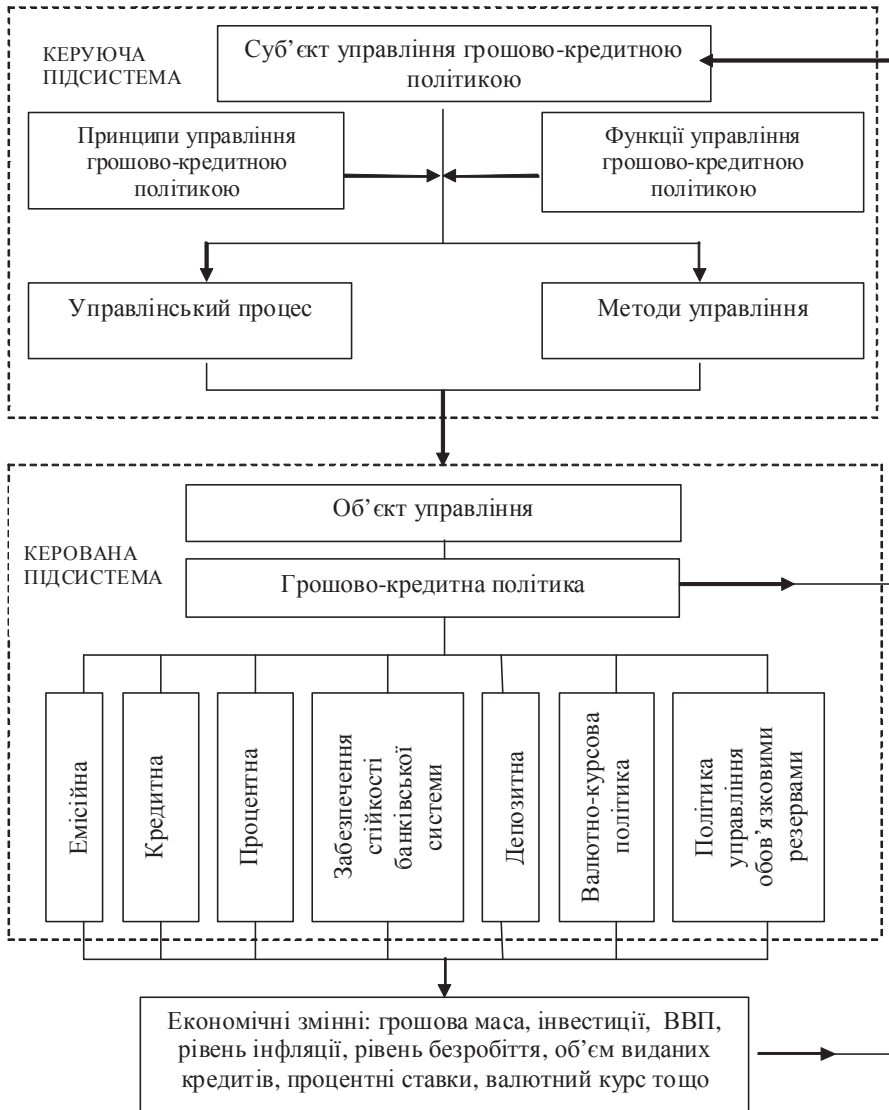 КЕРУЮЧА
ПІДСИСТЕМА
Суб’єкт управління грошово-кредитною
політикою
Принципи управління
грошово-кредитною
політикою
Функції управління
грошово-кредитною
політикою
Управлінський процес
Методи управління
Об’єкт управління
КЕРОВАНА
ПІДСИСТЕМА
Грошово-кредитна політика
Емісійна
Кредитна
Процентна
Забезпечення
стійкості
банківської
системи
Депозитна
Валютно-курсова
політика
Політика
управління
обов’язковими
резервами
Економічні змінні: грошова маса, інвестиції, ВВП,
рівень інфляції, рівень безробіття, об’єм виданих
кредитів, процентні ставки, валютний курс тощо